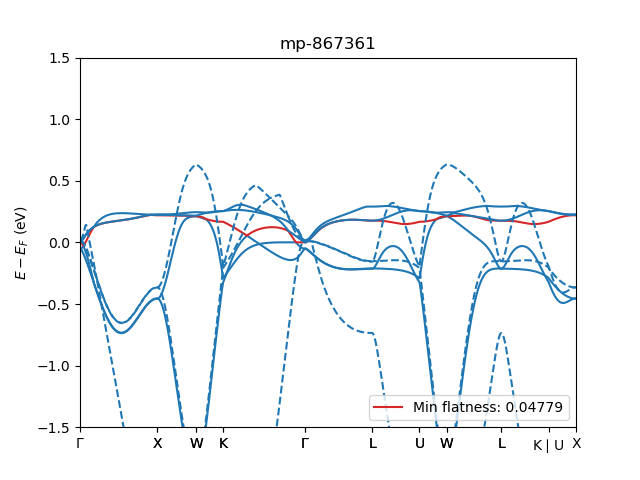 mp-867361
E − E_F (eV)
1.5
1.0
0.5
0.0
−0.5
−1.0
−1.5
Min flatness: 0.04779
Γ X W K Γ L U W L K | U X